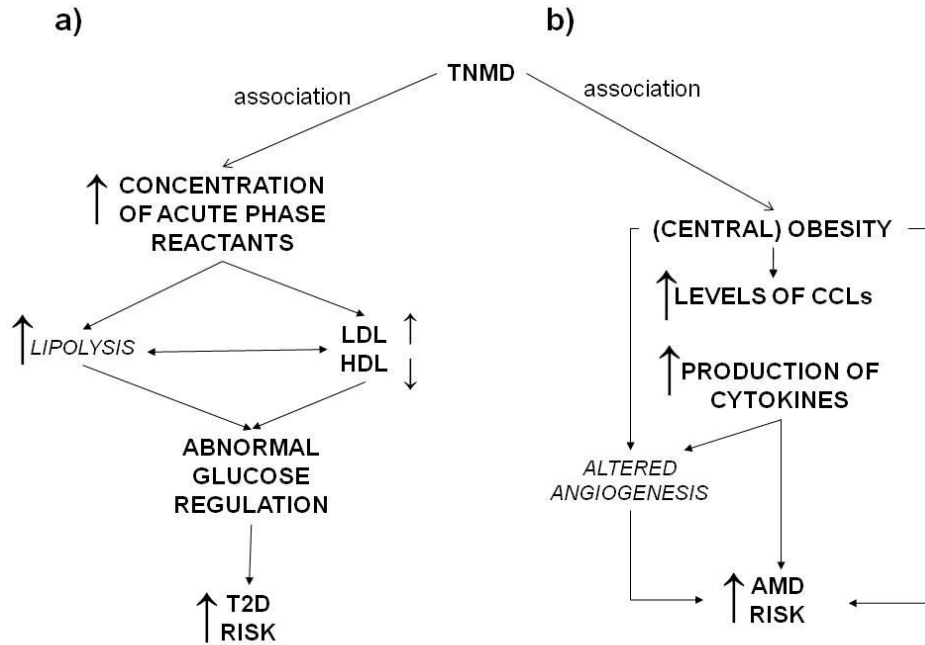 a)
b)
TNMD
association
association
CONCENTRATION
OF ACUTE PHASE
REACTANTS
(CENTRAL) OBESITY
LEVELS OF CCLs
LIPOLYSIS
LDL
HDL
PRODUCTION OF
CYTOKINES
ABNORMAL
GLUCOSE
REGULATION
ALTERED
ANGIOGENESIS
T2D
RISK
AMD
RISK